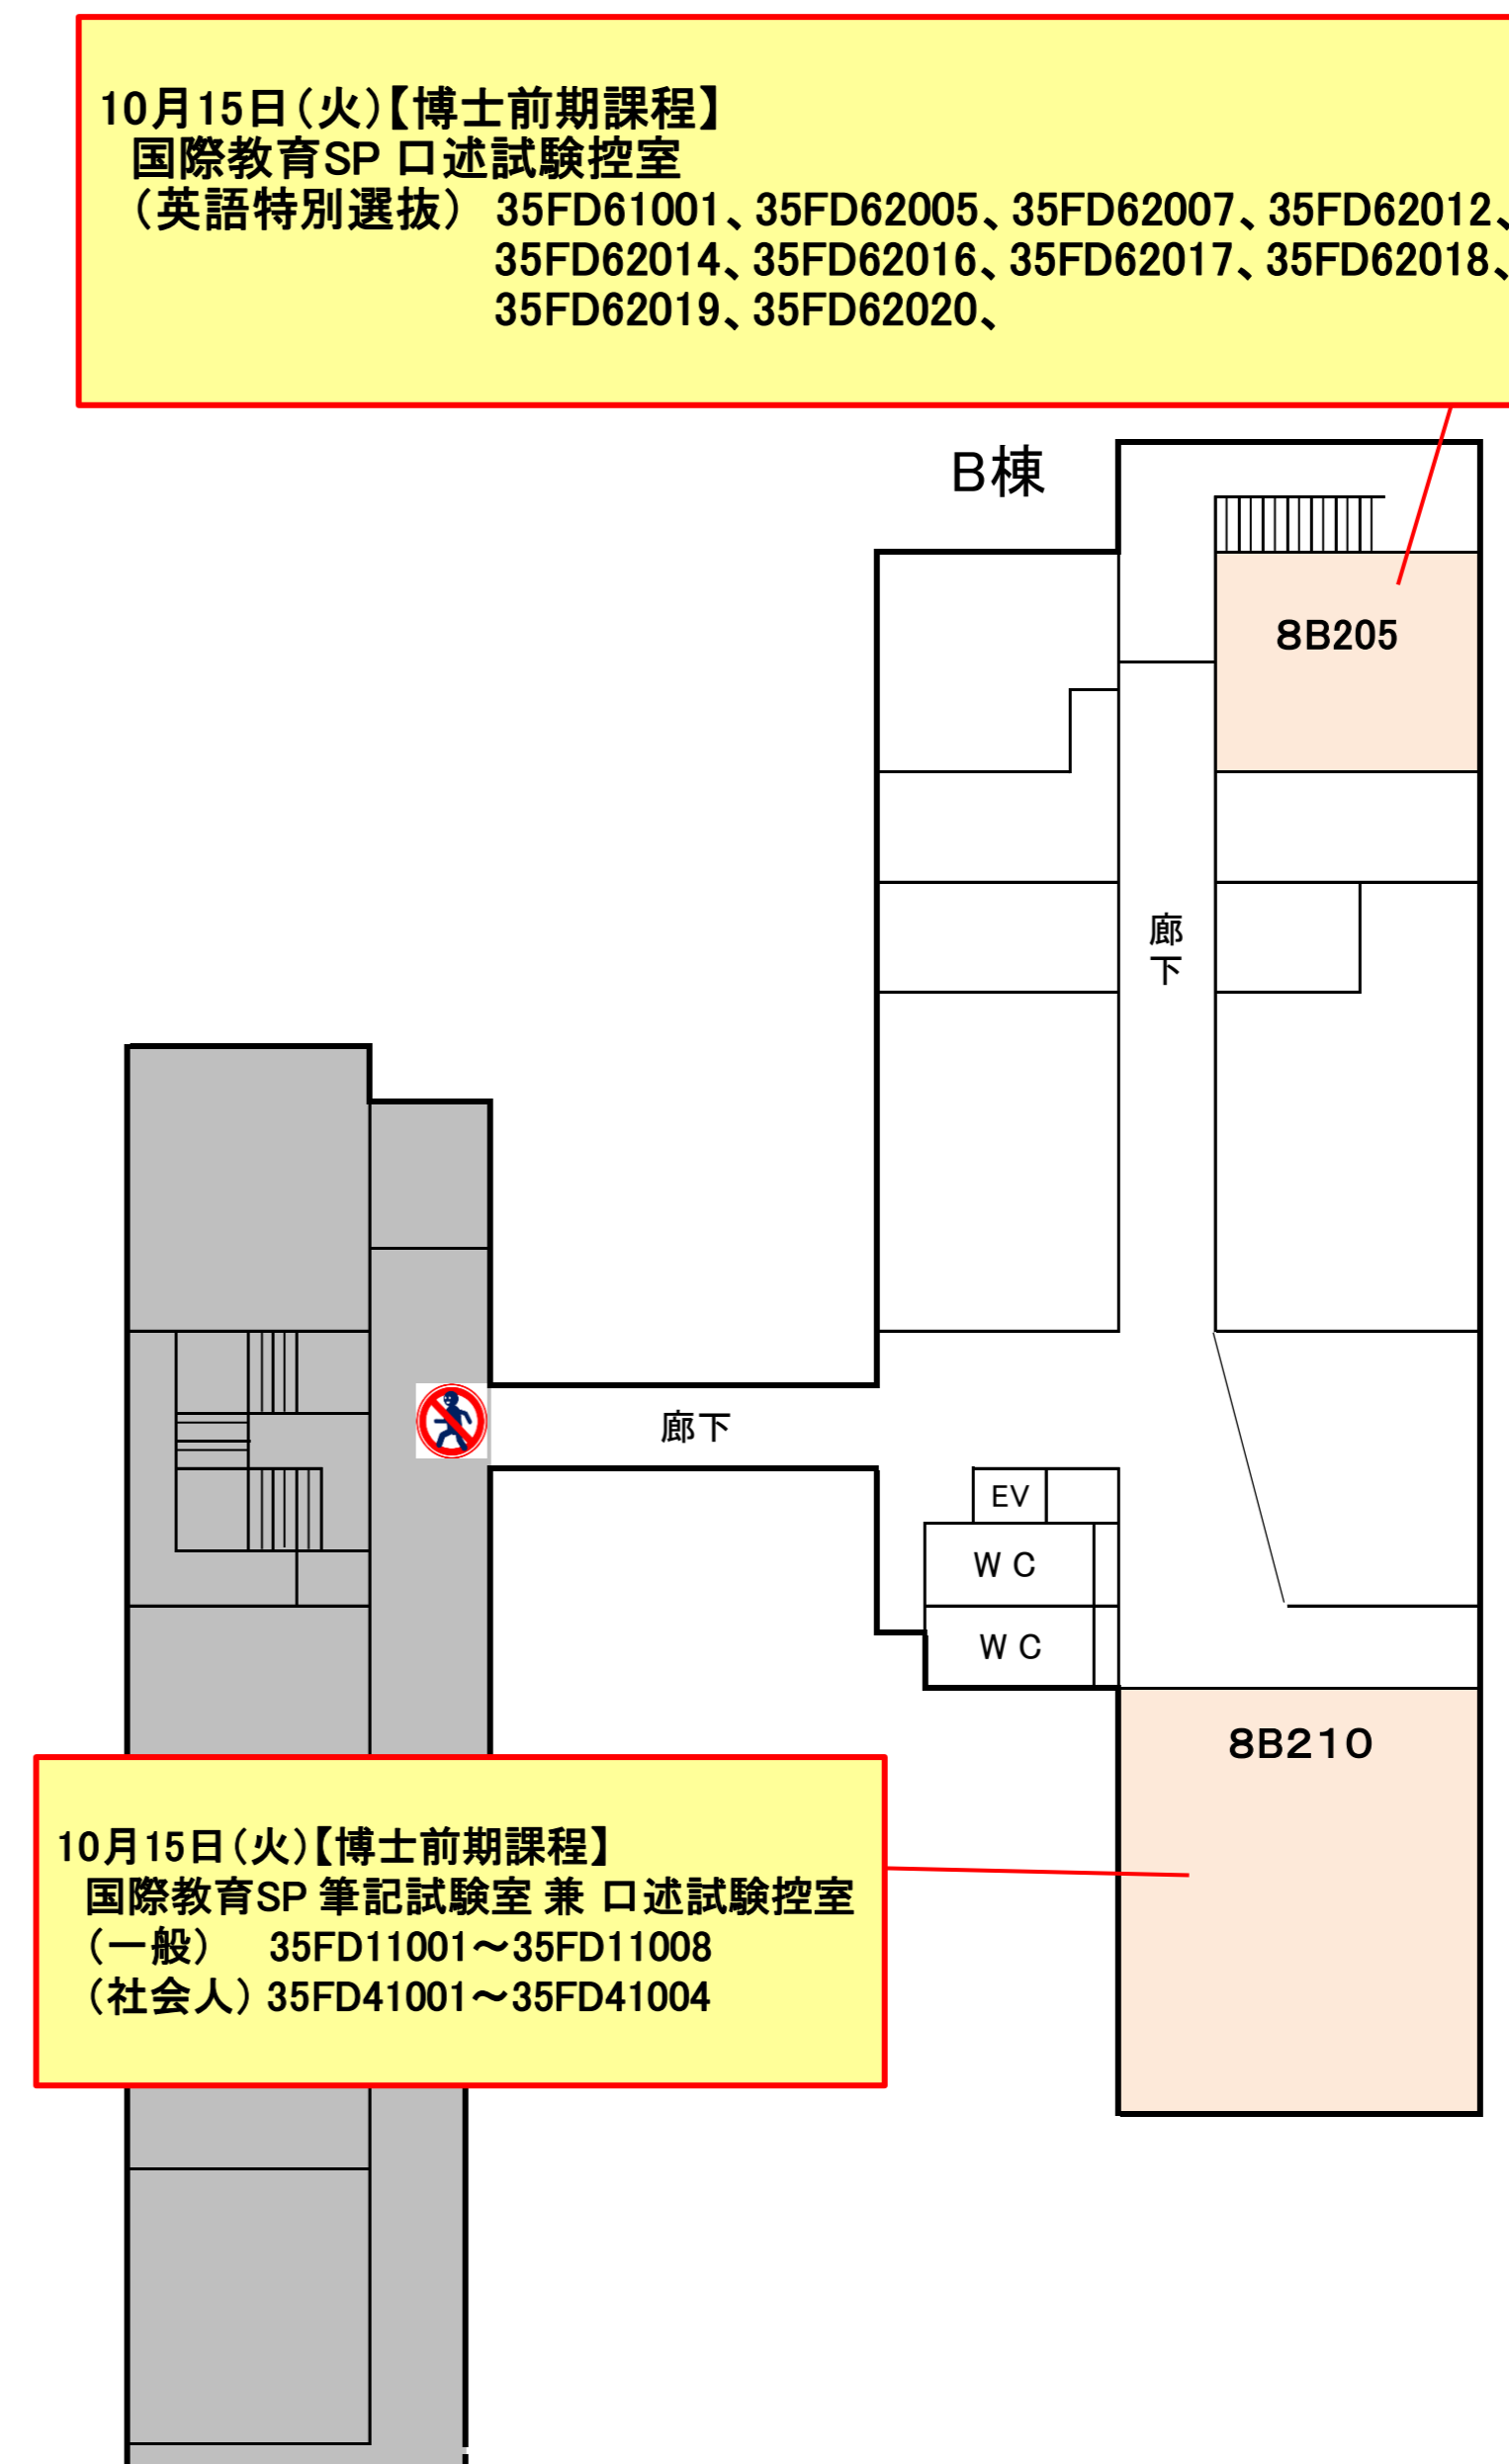 10月15日(火)【博士前期課程】
国際教育SP 口述試験控室
(英語特別選抜) 35FD61001、35FD62005、35FD62007、35FD62012、
35FD62014、35FD62016、35FD62017、35FD62018、
35FD62019、35FD62020、
B棟
8B205
廊下
廊下
EV
WC
WC
8B210
10月15日(火)【博士前期課程】
国際教育SP 筆記試験室 兼 口述試験控室
(一般) 35FD11001~35FD11008
(社会人) 35FD41001~35FD41004